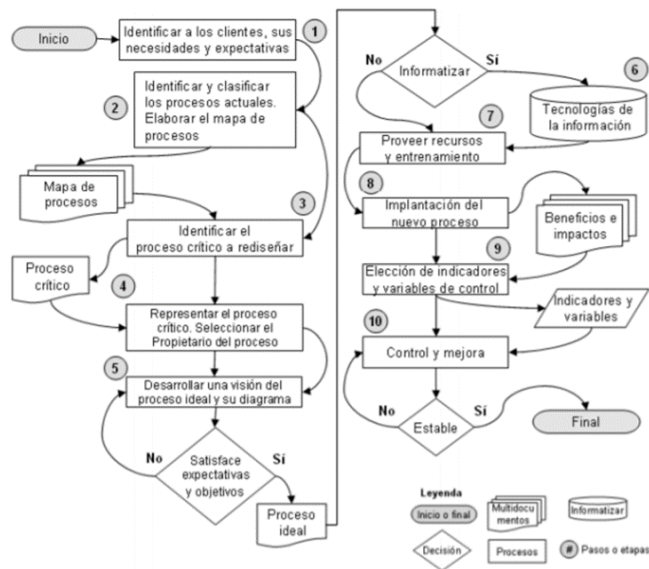 Inicio
Identificar a los clientes, sus
necesidades y expectativas
1
2
Identificar y clasificar
los procesos actuales.
Elaborar el mapa de
procesos
Mapa de
procesos
3
Identificar el
proceso crítico a rediseñar
Proceso
crítico
4
Representar el proceso
crítico. Seleccionar el
Propietario del proceso
5
Desarrollar una visión del
proceso ideal y su diagrama
No
Satisface
expectativas
y objetivos
Sí
Proceso
ideal
No
Informatizar
Sí
6
Tecnologías de
la información
7
Proveer recursos
y entrenamiento
8
Implantación del
nuevo proceso
Beneficios e
impactos
9
Elección de indicadores
y variables de control
Indicadores y
variables
10
Control y mejora
No
Estable
Sí
Final
Leyenda
Inicio o final
Multidocu
mentos
Informatizar
Decisión
Procesos
# Pasos o etapas